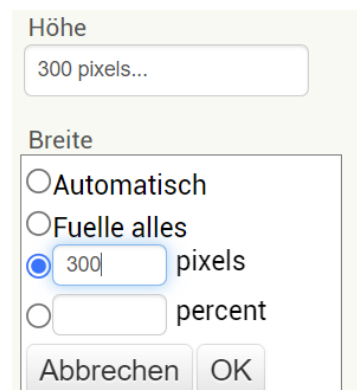 Höhe
300 pixels...
Breite
Automatisch
Fuelle alles
300 pixels
percent
Abbrechen OK